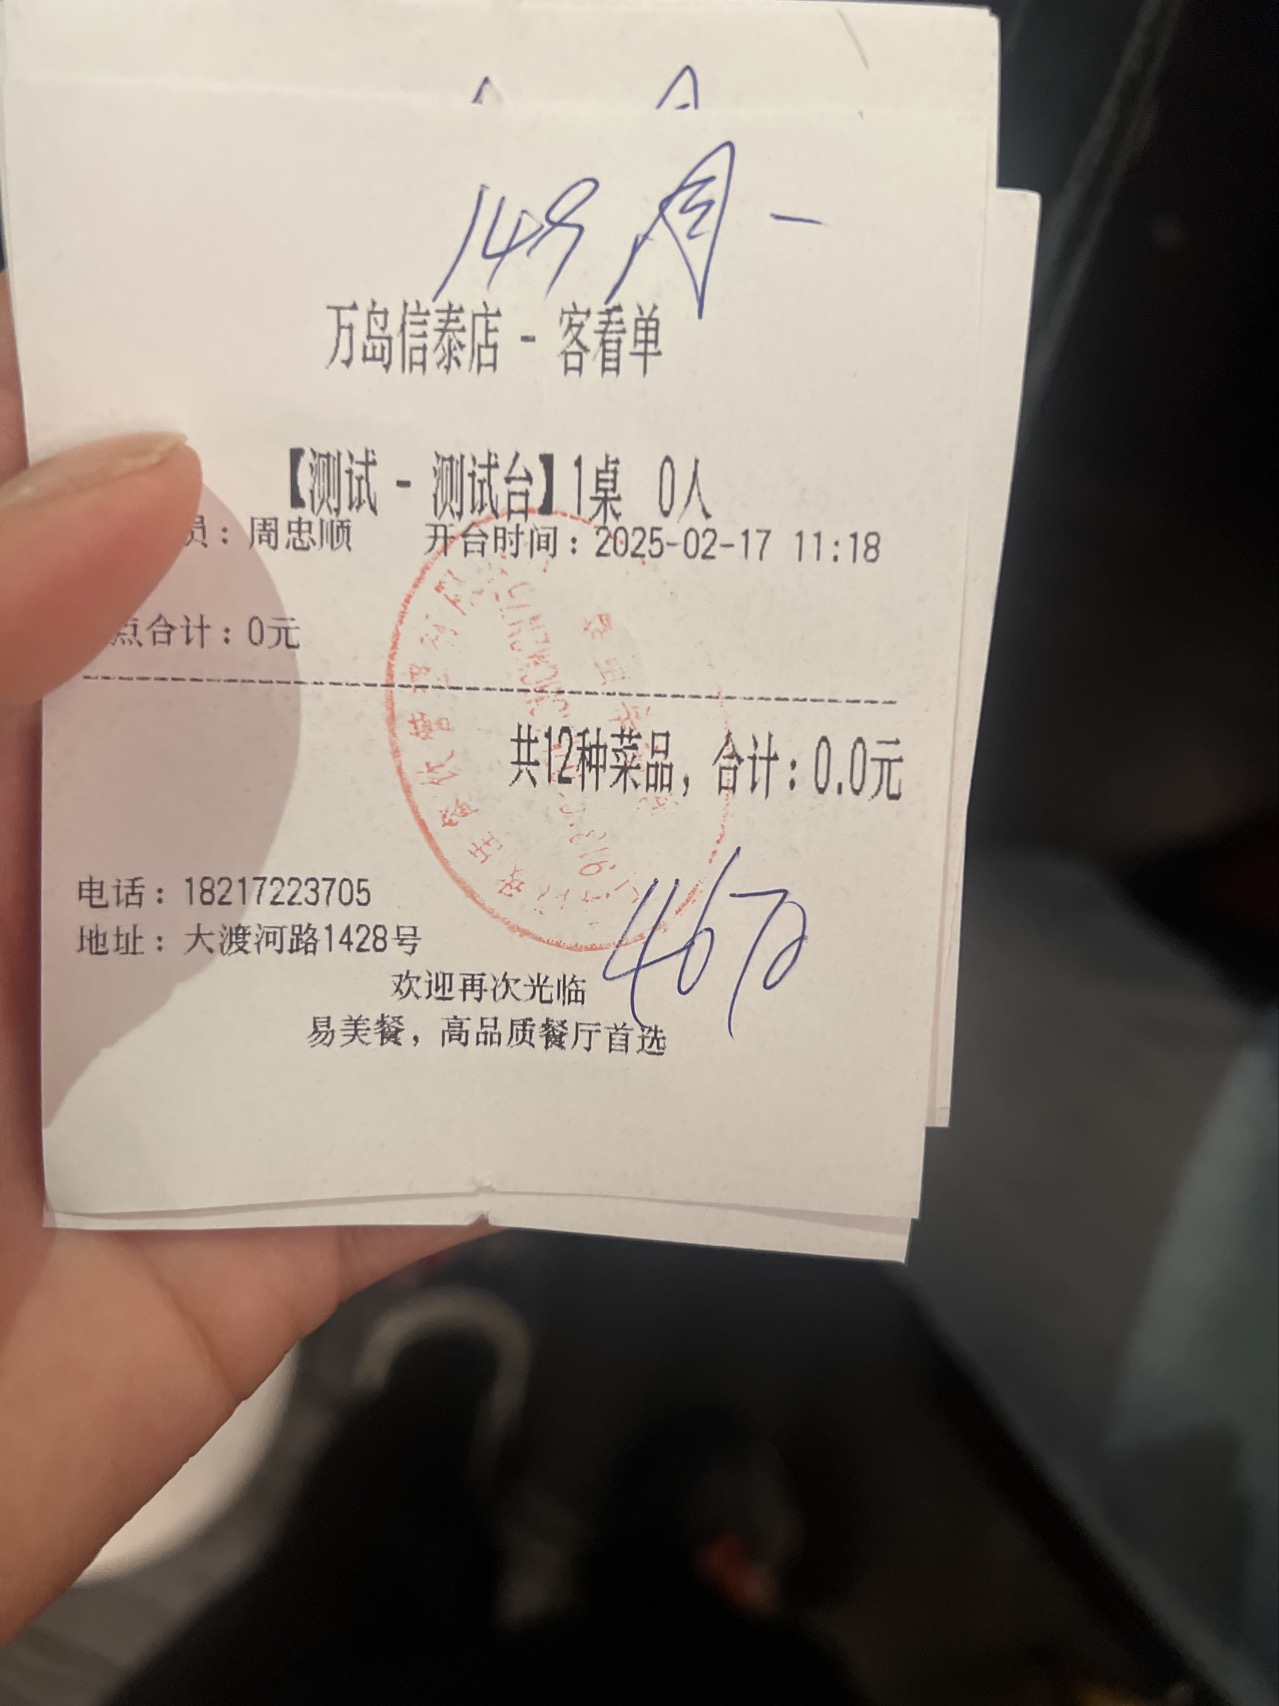 149 周一
万岛信泰店 - 客看单
【测试 - 测试台】1桌 0人
员：周忠顺 开台时间：2025-02-17 11:18
点合计：0元
共12种菜品，合计：0.0元
电话：18217223705
地址：大渡河路1428号
欢迎再次光临
易美餐，高品质餐厅首选